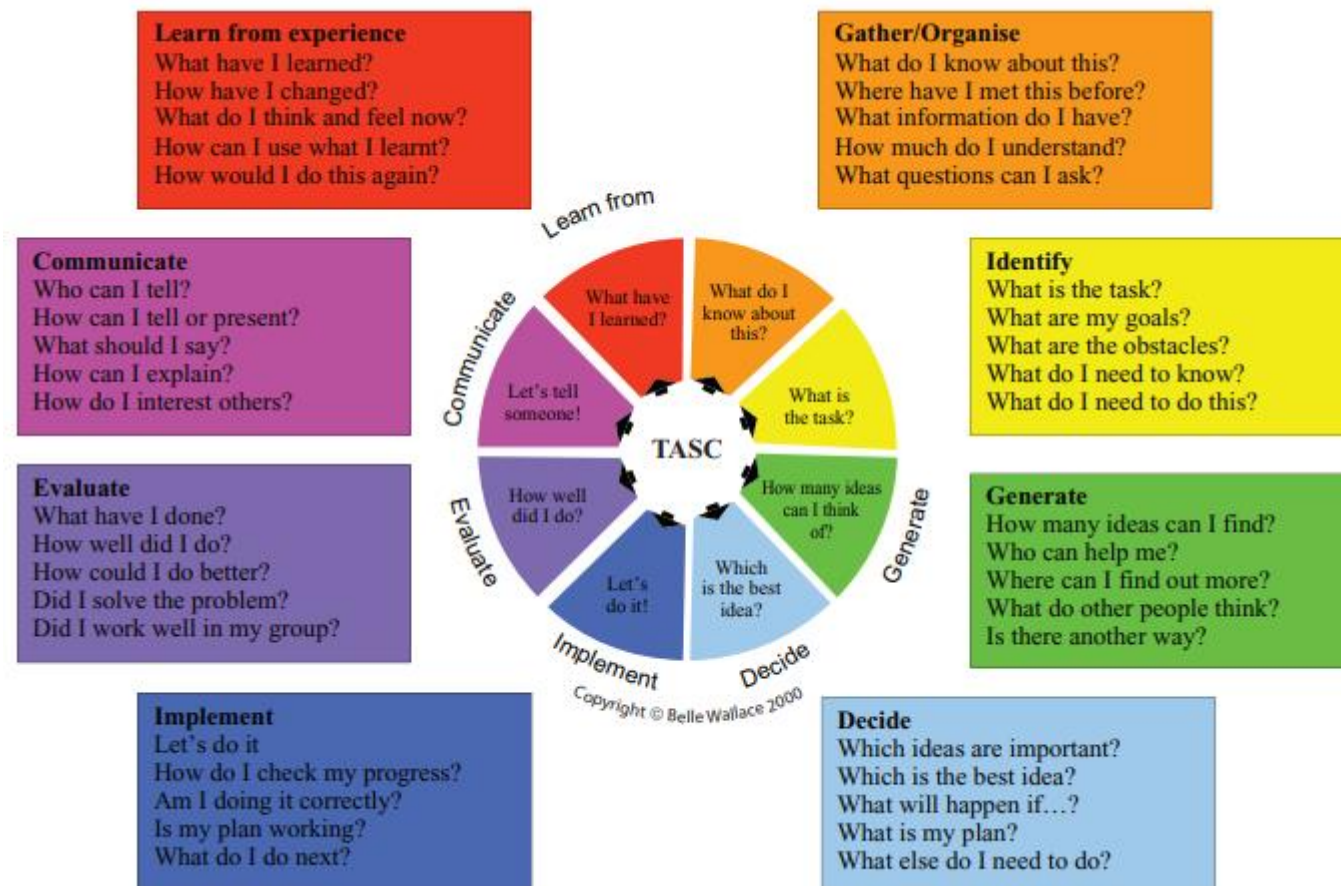 Learn from experience
What have I learned?
How have I changed?
What do I think and feel now?
How can I use what I learnt?
How would I do this again?
Gather/Organise
What do I know about this?
Where have I met this before?
What information do I have?
How much do I understand?
What questions can I ask?
Communicate
Who can I tell?
How can I tell or present?
What should I say?
How can I explain?
How do I interest others?
Identify
What is the task?
What are my goals?
What are the obstacles?
What do I need to know?
What do I need to do this?
Evaluate
What have I done?
How well did I do?
How could I do better?
Did I solve the problem?
Did I work well in my group?
Generate
How many ideas can I find?
Who can help me?
Where can I find out more?
What do other people think?
Is there another way?
Implement
Let's do it
How do I check my progress?
Am I doing it correctly?
Is my plan working?
What do I do next?
Decide
Which ideas are important?
Which is the best idea?
What will happen if…?
What is my plan?
What else do I need to do?
Learn from
Communicate
Evaluate
Implement
Decide
Generate
What have
I learned?
What do I
know about
this?
What is
the task?
How many ideas
can I think
of?
Which
is the best
idea?
Let's
do it!
How well
did I do?
Let's tell
someone!
TASC
Copyright © Belle Wallace 2000